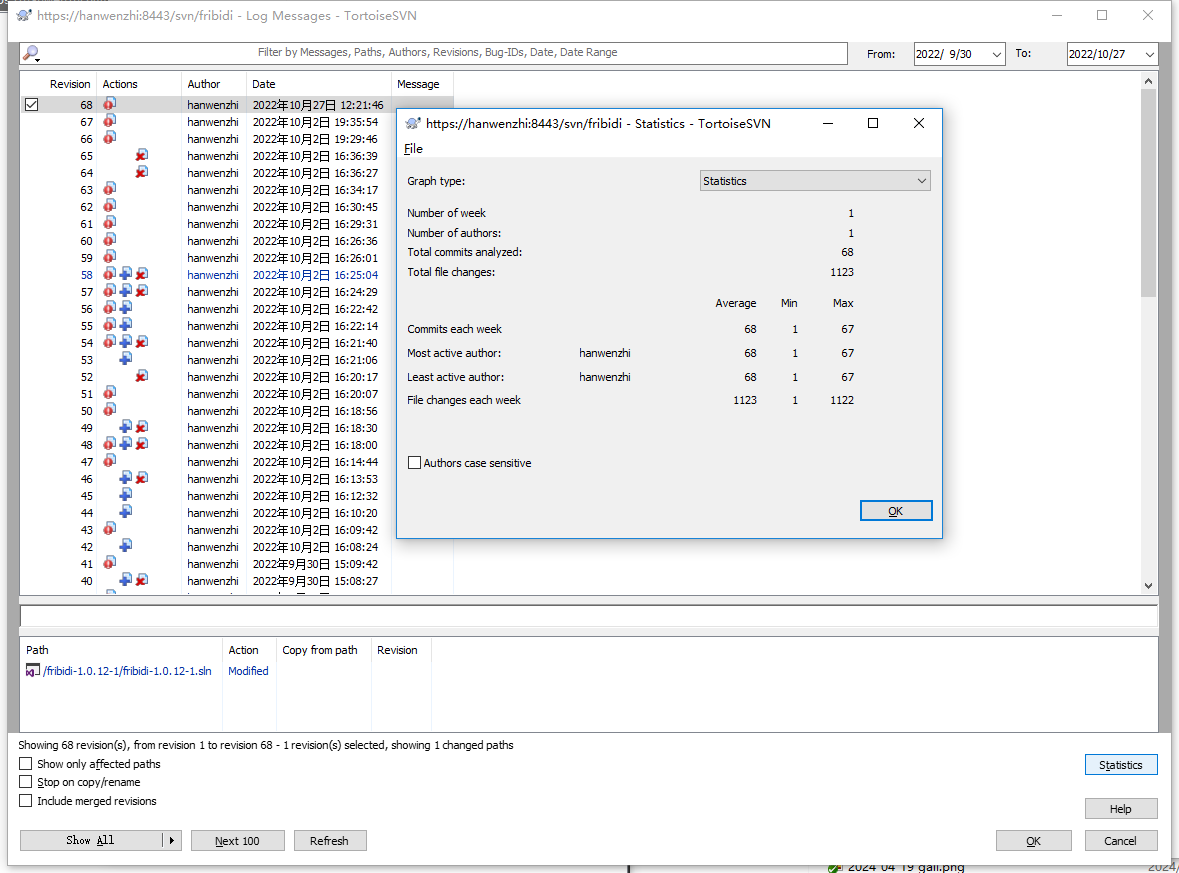 https://hanwenzhi:8443/svn/fribidi - Log Messages - TortoiseSVN
Filter by Messages, Paths, Authors, Revisions, Bug-IDs, Date, Date Range
From: 2022/ 9/30 To: 2022/10/27
Revision Actions Author Date Message
68 hanwenzhi 2022年10月27日 12:21:46
67 hanwenzhi 2022年10月2日 19:35:54
66 hanwenzhi 2022年10月2日 19:29:46
65 hanwenzhi 2022年10月2日 16:36:39
64 hanwenzhi 2022年10月2日 16:36:27
63 hanwenzhi 2022年10月2日 16:34:17
62 hanwenzhi 2022年10月2日 16:30:45
61 hanwenzhi 2022年10月2日 16:29:31
60 hanwenzhi 2022年10月2日 16:26:36
59 hanwenzhi 2022年10月2日 16:26:01
58 hanwenzhi 2022年10月2日 16:25:04
57 hanwenzhi 2022年10月2日 16:24:29
56 hanwenzhi 2022年10月2日 16:22:42
55 hanwenzhi 2022年10月2日 16:22:14
54 hanwenzhi 2022年10月2日 16:21:40
53 hanwenzhi 2022年10月2日 16:21:06
52 hanwenzhi 2022年10月2日 16:20:17
51 hanwenzhi 2022年10月2日 16:20:07
50 hanwenzhi 2022年10月2日 16:18:56
49 hanwenzhi 2022年10月2日 16:18:30
48 hanwenzhi 2022年10月2日 16:18:00
47 hanwenzhi 2022年10月2日 16:14:44
46 hanwenzhi 2022年10月2日 16:13:53
45 hanwenzhi 2022年10月2日 16:12:32
44 hanwenzhi 2022年10月2日 16:10:20
43 hanwenzhi 2022年10月2日 16:09:42
42 hanwenzhi 2022年10月2日 16:08:24
41 hanwenzhi 2022年9月30日 15:09:42
40 hanwenzhi 2022年9月30日 15:08:27
https://hanwenzhi:8443/svn/fribidi - Statistics - TortoiseSVN
File
Graph type: Statistics
Number of week 1
Number of authors: 1
Total commits analyzed: 68
Total file changes: 1123
Average Min Max
Commits each week 68 1 67
Most active author: hanwenzhi 68 1 67
Least active author: hanwenzhi 68 1 67
File changes each week 1123 1 1122
Authors case sensitive
OK
Path Action Copy from path Revision
/fribidi-1.0.12-1/fribidi-1.0.12-1.sln Modified
Showing 68 revision(s), from revision 1 to revision 68 - 1 revision(s) selected, showing 1 changed paths
Show only affected paths
Statistics
Stop on copy/rename
Include merged revisions
Help
Show All Next 100 Refresh OK Cancel